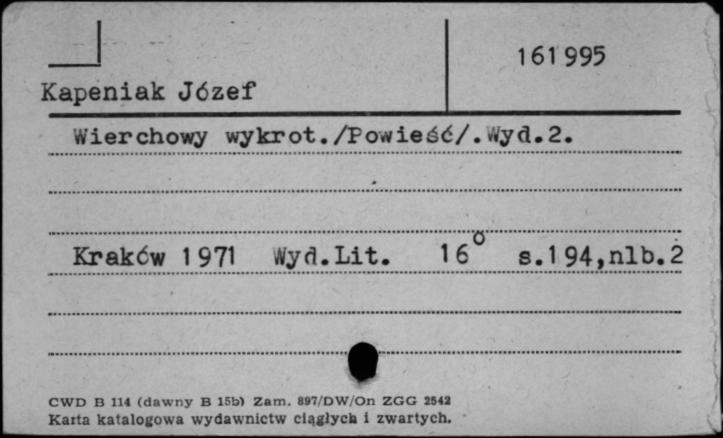 161995
Kapeniak Józef
Wierchowy wykrot./Powieść/.Wyd.2.
Kraków 1971 Wyd.Lit. 16° s.194,nlb.2
CWD B 114 (dawny B 15b) Zam. 897/DW/On ZGG 2542
Karta katalogowa wydawnictw ciągłych i zwartych.